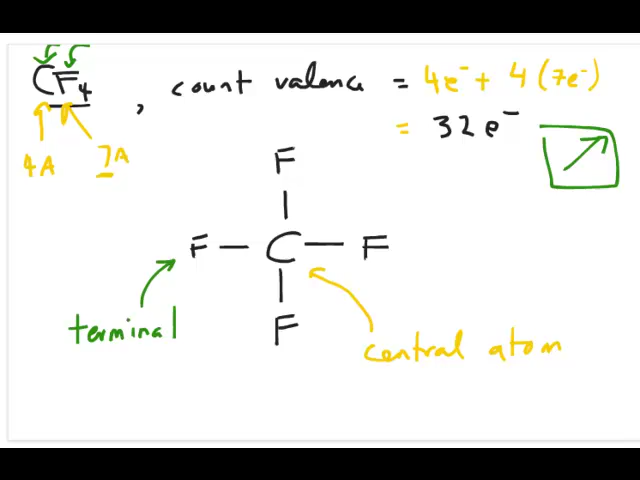 CF₄ , count valence = 4e⁻ + 4(7e⁻)
= 32e⁻
4A 7A
F
|
F — C — F
|
F
terminal
central atom